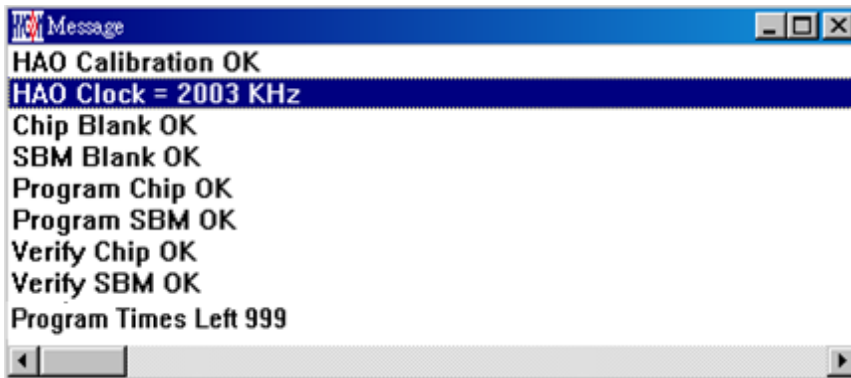 Message
HAO Calibration OK
HAO Clock = 2003 KHz
Chip Blank OK
SBM Blank OK
Program Chip OK
Program SBM OK
Verify Chip OK
Verify SBM OK
Program Times Left 999